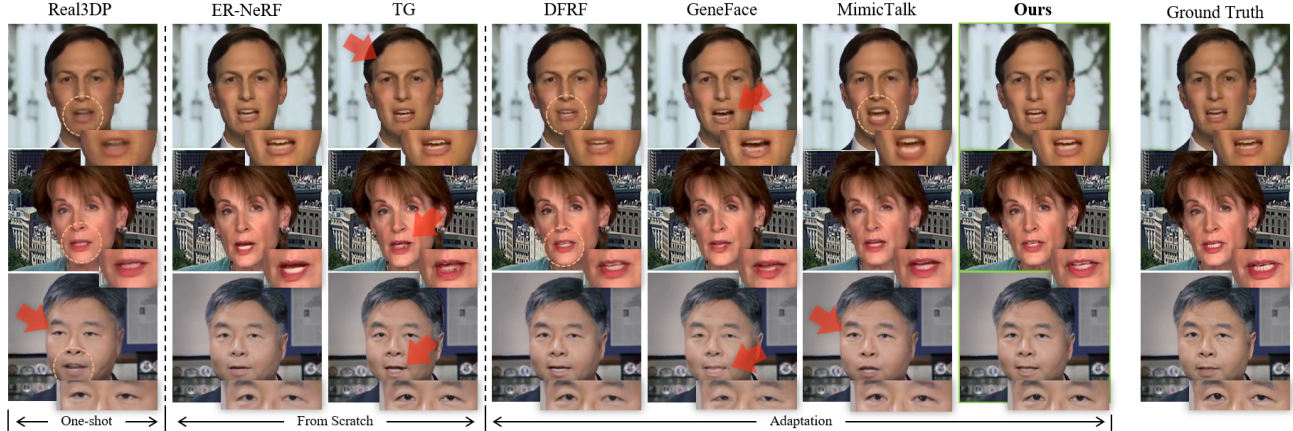 Real3DP ER-NeRF TG DFRF GeneFace MimicTalk Ours Ground Truth
One-shot From Scratch Adaptation